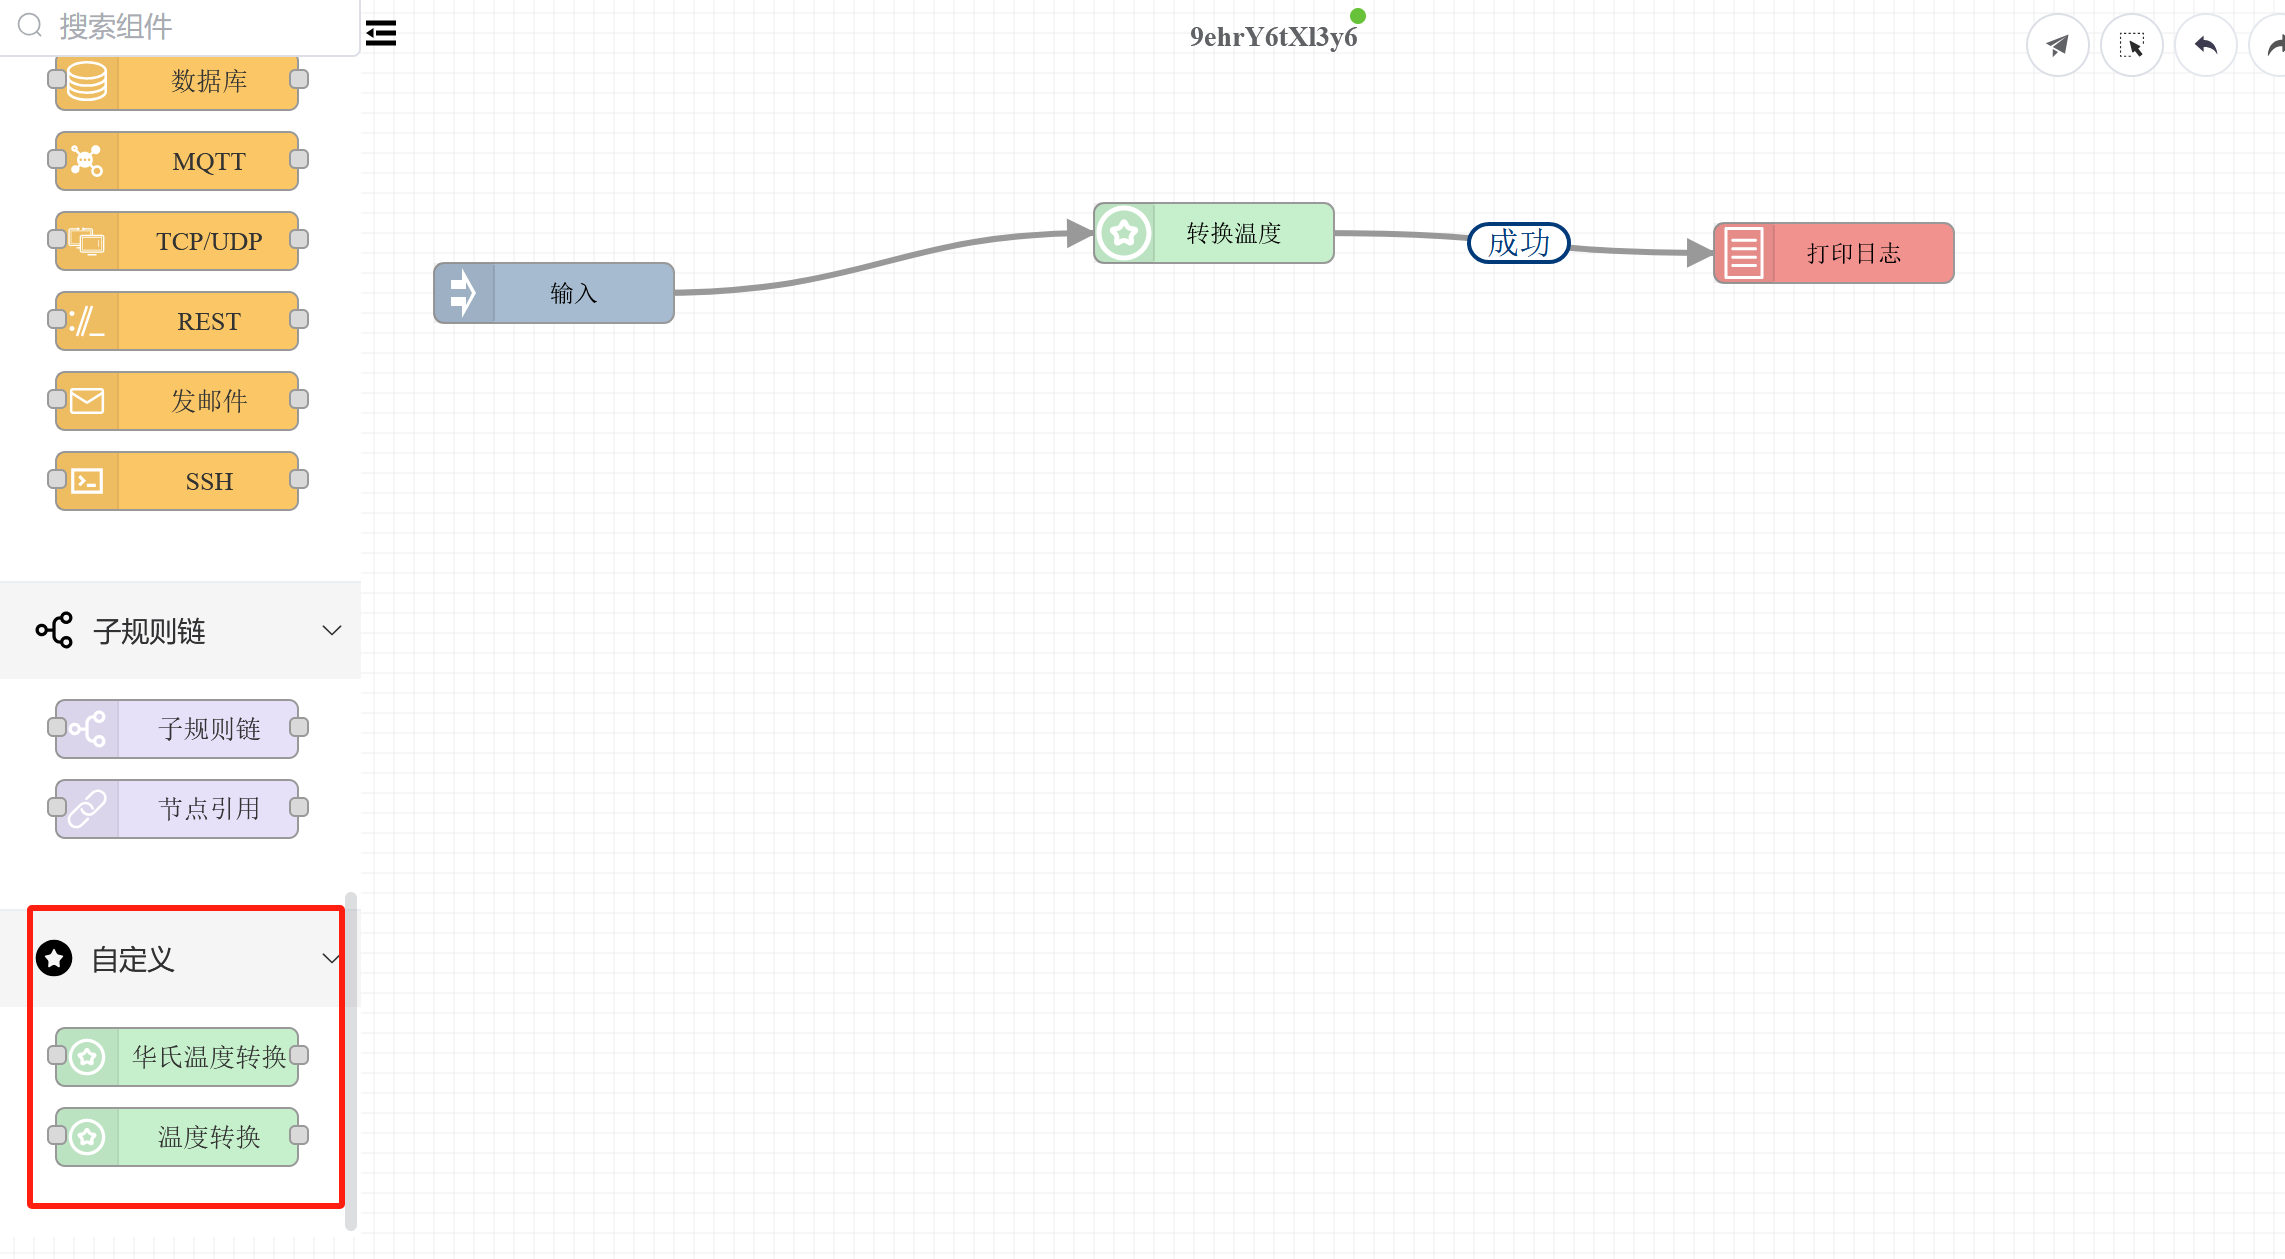 搜索组件
数据库
MQTT
TCP/UDP
REST
发邮件
SSH
子规则链
子规则链
节点引用
自定义
华氏温度转换
温度转换
9ehrY6tXl3y6
输入
转换温度
成功
打印日志